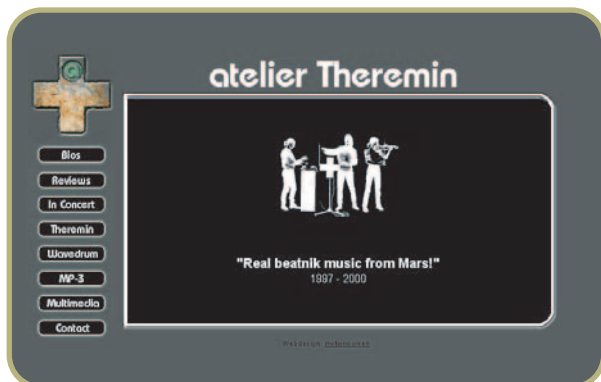 atelier Theremin
Bios
Reviews
In Concert
Theremin
Wavedrum
MP-3
Multimedia
Contact
"Real beatnik music from Mars!"
1997 - 2000